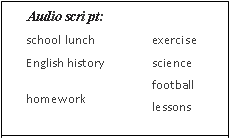 Audio script:
school lunch
exercise
English history
science
football
homework
lessons